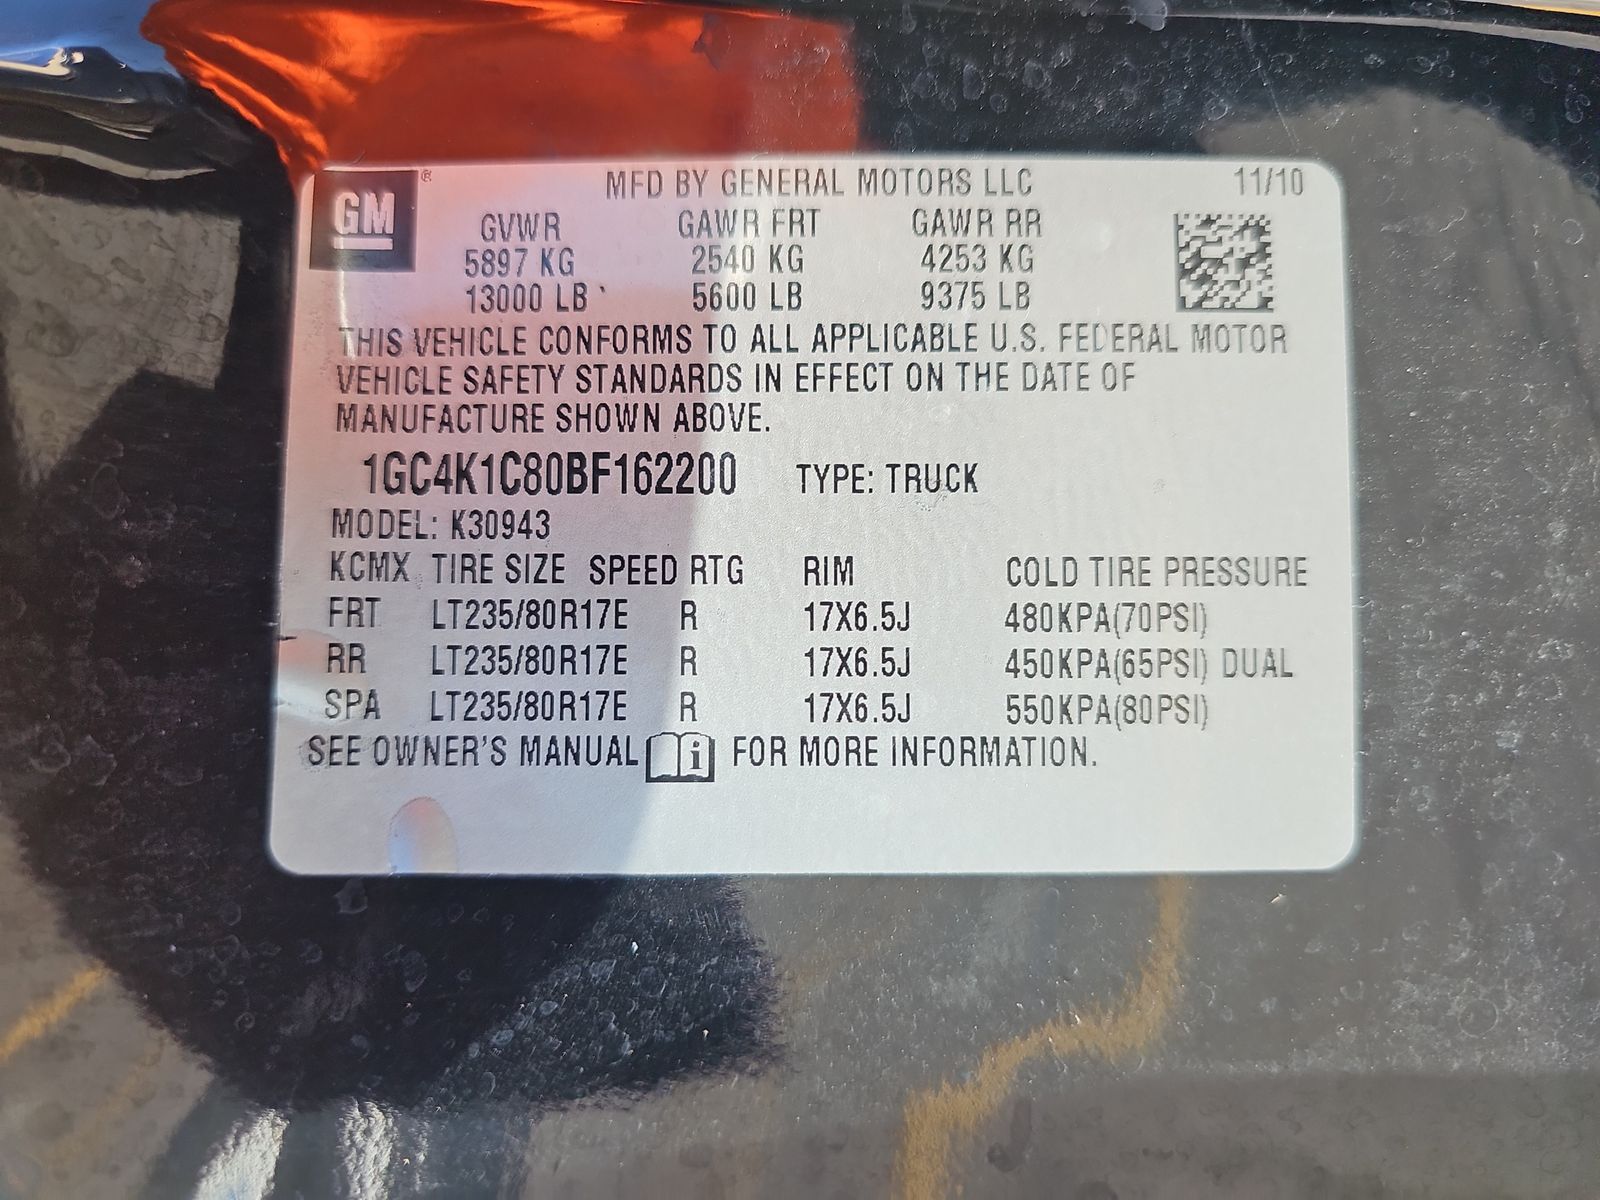 GM ® MFD BY GENERAL MOTORS LLC 11/10
GVWR GAWR FRT GAWR RR
5897 KG 2540 KG 4253 KG
13000 LB 5600 LB 9375 LB
THIS VEHICLE CONFORMS TO ALL APPLICABLE U.S. FEDERAL MOTOR
VEHICLE SAFETY STANDARDS IN EFFECT ON THE DATE OF
MANUFACTURE SHOWN ABOVE.
1GC4K1C80BF162200 TYPE: TRUCK
MODEL: K30943
KCMX TIRE SIZE SPEED RTG RIM COLD TIRE PRESSURE
FRT LT235/80R17E R 17X6.5J 480KPA(70PSI)
RR LT235/80R17E R 17X6.5J 450KPA(65PSI) DUAL
SPA LT235/80R17E R 17X6.5J 550KPA(80PSI)
SEE OWNER'S MANUAL i FOR MORE INFORMATION.